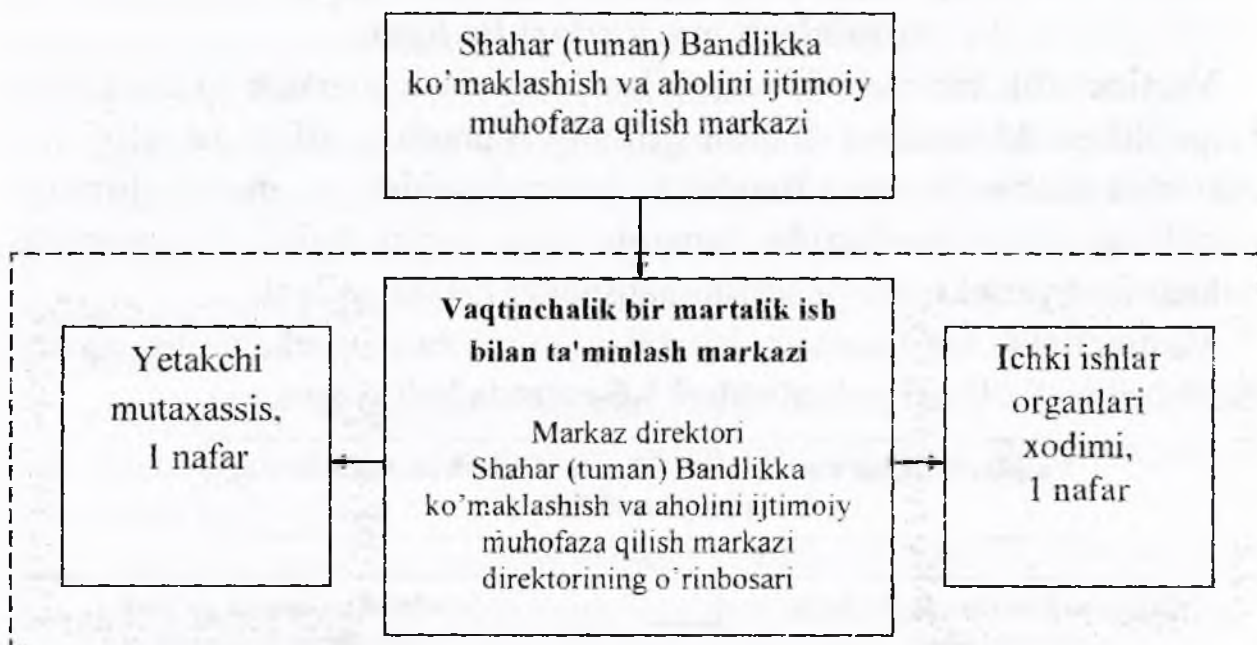 Shahar (tuman) Bandlikka
ko'maklashish va aholini ijtimoiy
muhofaza qilish markazi
Vaqtinchalik bir martalik ish
bilan ta'minlash markazi
Markaz direktori
Shahar (tuman) Bandlikka
ko'maklashish va aholini ijtimoiy
muhofaza qilish markazi
direktorining o'rinbosari
Yetakchi
mutaxassis,
1 nafar
Ichki ishlar
organlari
xodimi,
1 nafar